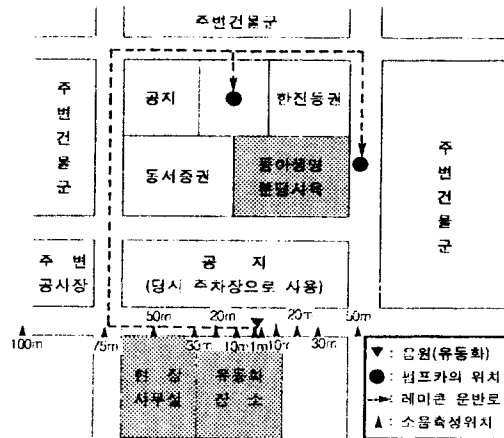 주변건물군
주변건물군
공지
한진증권
동서증권
동아생명
분당사옥
주변건물군
주 변
공사장
공 지
(당시 주차장으로 사용)
50m 20m 20m 50m
100m 75m 30m 10m 1m 10m 30m
현 장
사무실
유동화
장 소
▼ : 음원(유동화)
● : 펌프카의 위치
---▸ : 레미콘 운반로
▲ : 소음측정위치